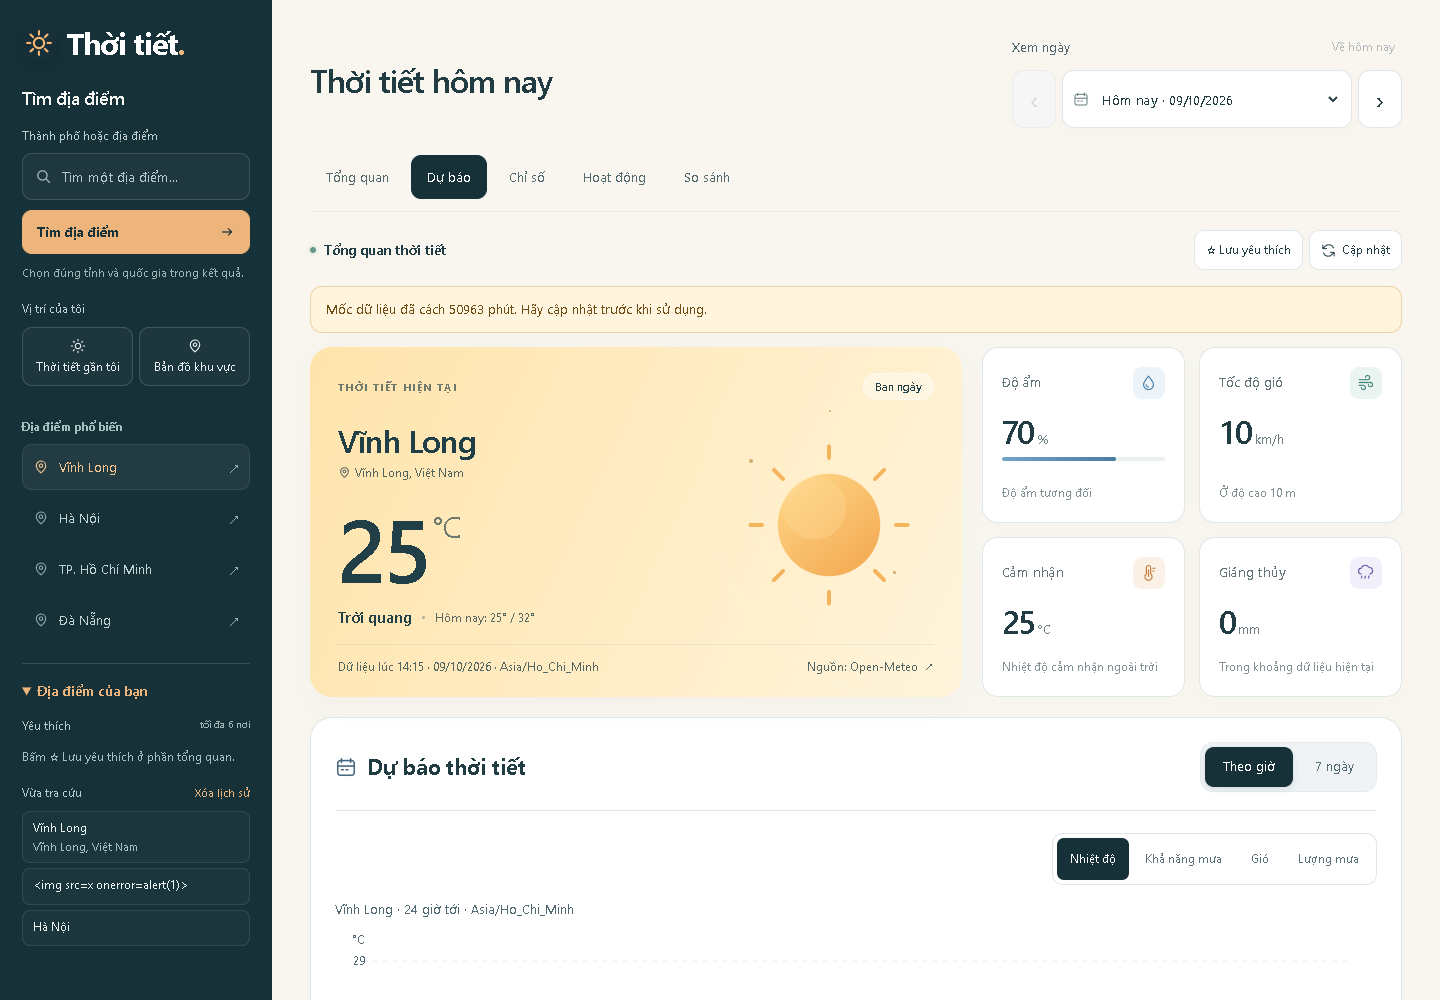 Thời tiết.
Tìm địa điểm
Thành phố hoặc địa điểm
Tìm một địa điểm...
Tìm địa điểm →
Chọn đúng tỉnh và quốc gia trong kết quả.
Vị trí của tôi
Thời tiết gần tôi
Bản đồ khu vực
Địa điểm phổ biến
Vĩnh Long ↗
Hà Nội ↗
TP. Hồ Chí Minh ↗
Đà Nẵng ↗
▼ Địa điểm của bạn
Yêu thích tối đa 6 nơi
Bấm ☆ Lưu yêu thích ở phần tổng quan.
Vừa tra cứu Xóa lịch sử
Vĩnh Long
Vĩnh Long, Việt Nam
<img src=x onerror=alert(1)>
Hà Nội
Thời tiết hôm nay
Xem ngày Về hôm nay
‹ Hôm nay · 09/10/2026 ›
Tổng quan Dự báo Chỉ số Hoạt động So sánh
Tổng quan thời tiết
☆ Lưu yêu thích Cập nhật
Mốc dữ liệu đã cách 50963 phút. Hãy cập nhật trước khi sử dụng.
THỜI TIẾT HIỆN TẠI Ban ngày
Vĩnh Long
Vĩnh Long, Việt Nam
25°C
Trời quang • Hôm nay: 25° / 32°
Dữ liệu lúc 14:15 · 09/10/2026 · Asia/Ho_Chi_Minh Nguồn: Open-Meteo ↗
Độ ẩm
70 %
Độ ẩm tương đối
Tốc độ gió
10 km/h
Ở độ cao 10 m
Cảm nhận
25 °C
Nhiệt độ cảm nhận ngoài trời
Giáng thủy
0 mm
Trong khoảng dữ liệu hiện tại
Dự báo thời tiết
Theo giờ 7 ngày
Nhiệt độ Khả năng mưa Gió Lượng mưa
Vĩnh Long · 24 giờ tới · Asia/Ho_Chi_Minh
°C
29